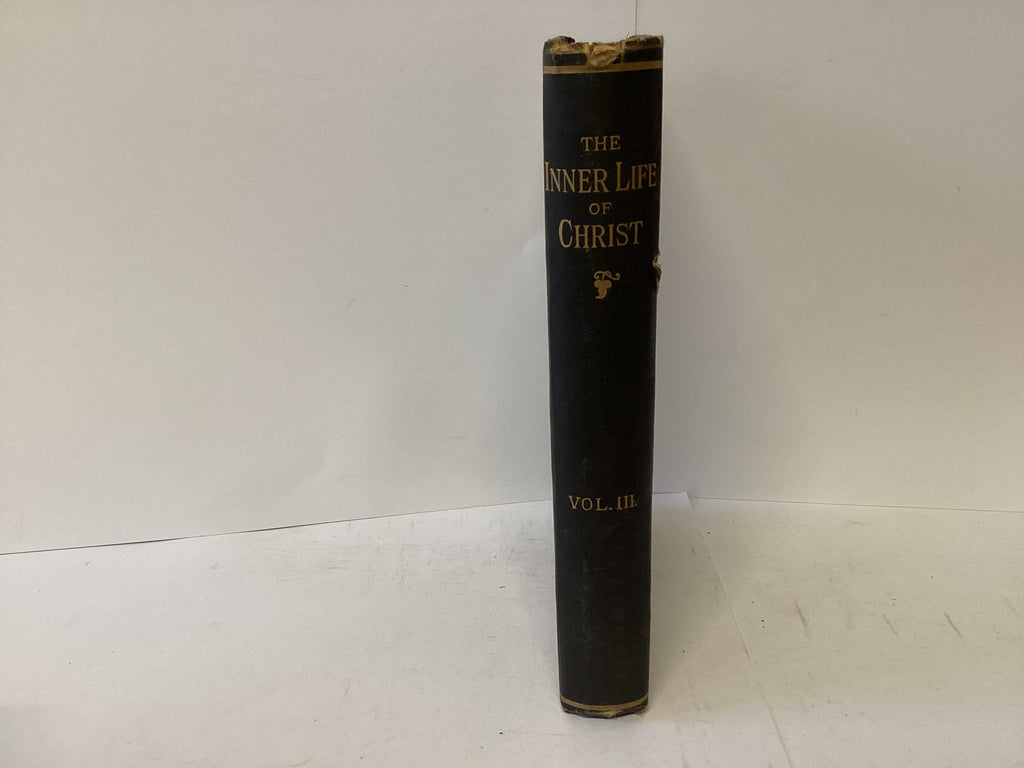 THE
INNER LIFE
OF
CHRIST
VOL. III.